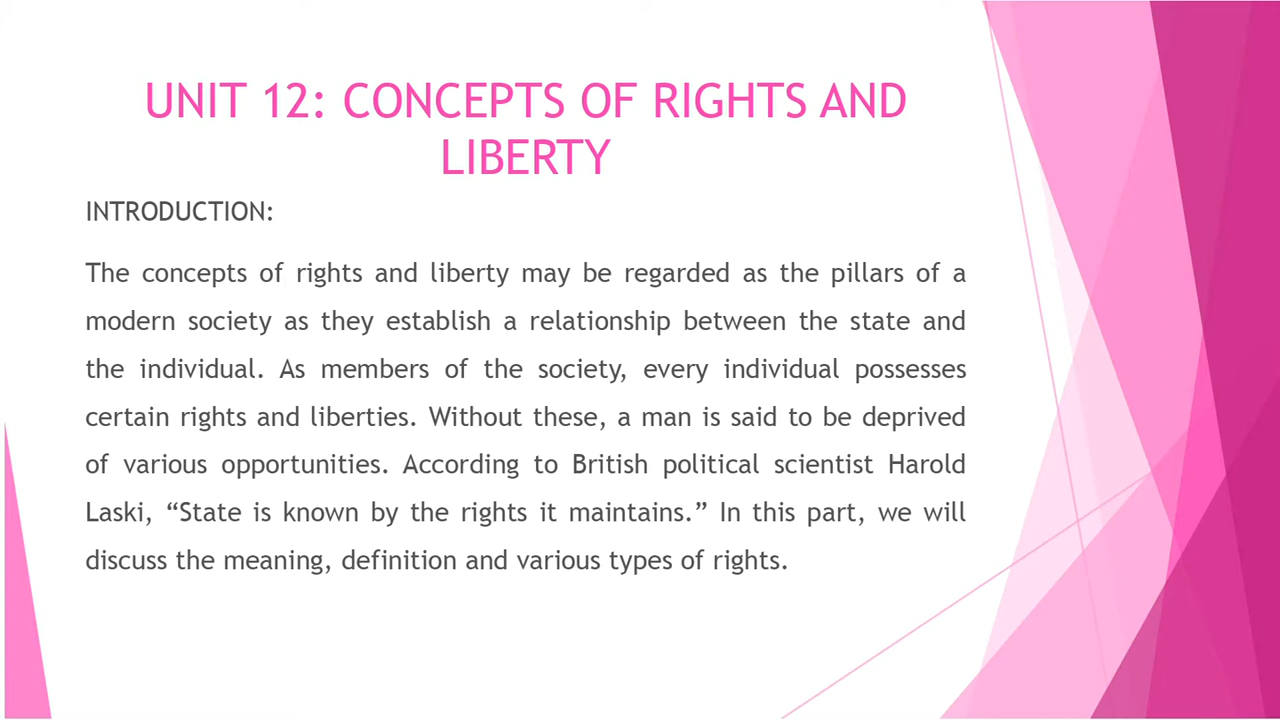 UNIT 12: CONCEPTS OF RIGHTS AND
LIBERTY
INTRODUCTION:
The concepts of rights and liberty may be regarded as the pillars of a
modern society as they establish a relationship between the state and
the individual. As members of the society, every individual possesses
certain rights and liberties. Without these, a man is said to be deprived
of various opportunities. According to British political scientist Harold
Laski, “State is known by the rights it maintains.” In this part, we will
discuss the meaning, definition and various types of rights.